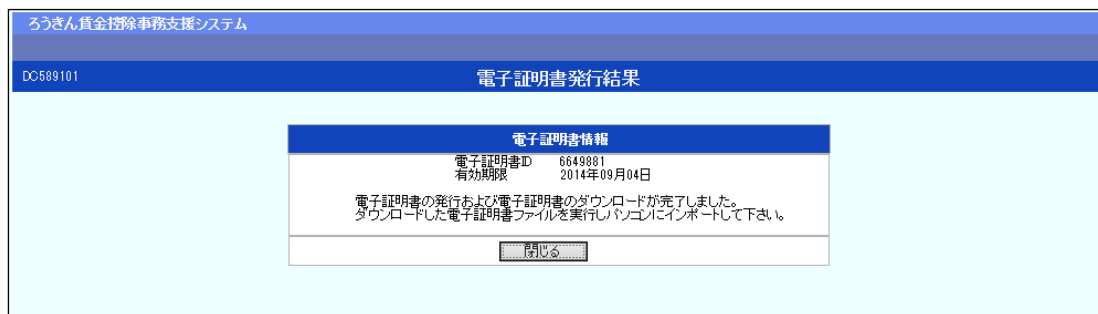 ろうきん賃金控除事務支援システム
DC589101
電子証明書発行結果
電子証明書情報
電子証明書ID 6649881
有効期限 2014年09月04日
電子証明書の発行および電子証明書のダウンロードが完了しました。
ダウンロードした電子証明書ファイルを実行しパソコンにインポートして下さい。
閉じる